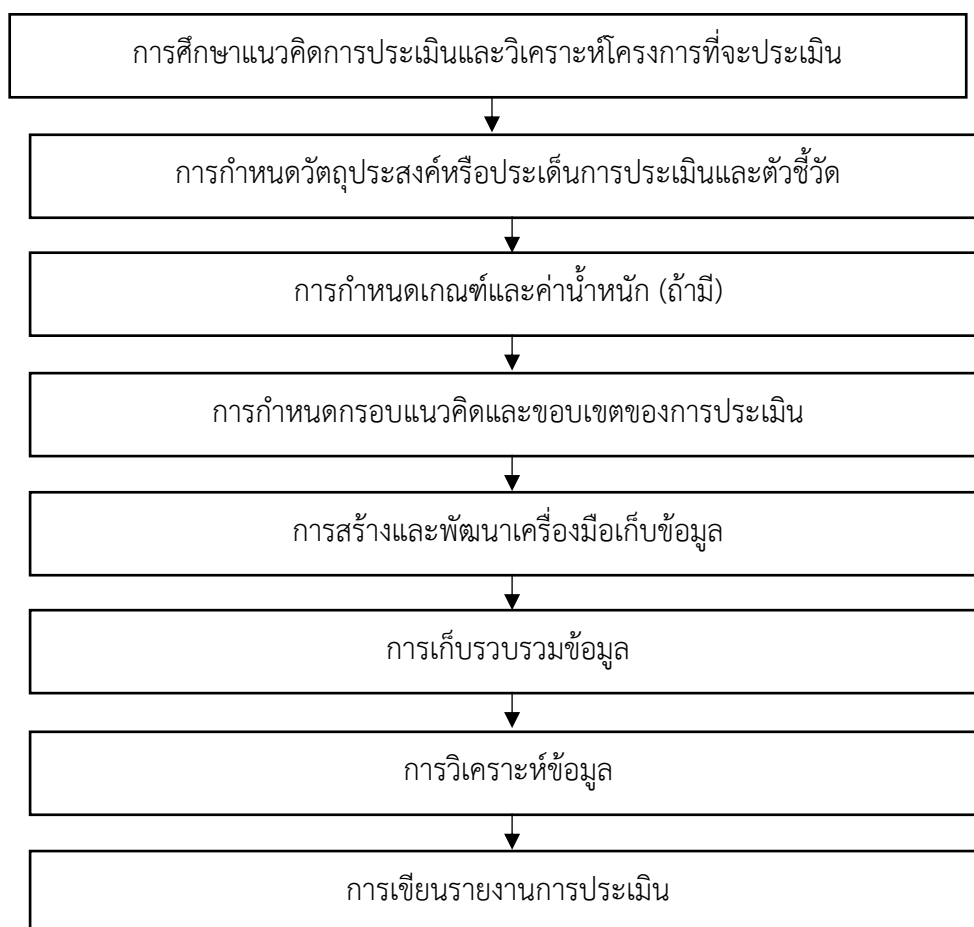 การศึกษาแนวคิดการประเมินและวิเคราะห์โครงการที่จะประเมิน
การกำหนดวัตถุประสงค์หรือประเด็นการประเมินและตัวชี้วัด
การกำหนดเกณฑ์และค่าน้ำหนัก (ถ้ามี)
การกำหนดกรอบแนวคิดและขอบเขตของการประเมิน
การสร้างและพัฒนาเครื่องมือเก็บข้อมูล
การเก็บรวบรวมข้อมูล
การวิเคราะห์ข้อมูล
การเขียนรายงานการประเมิน